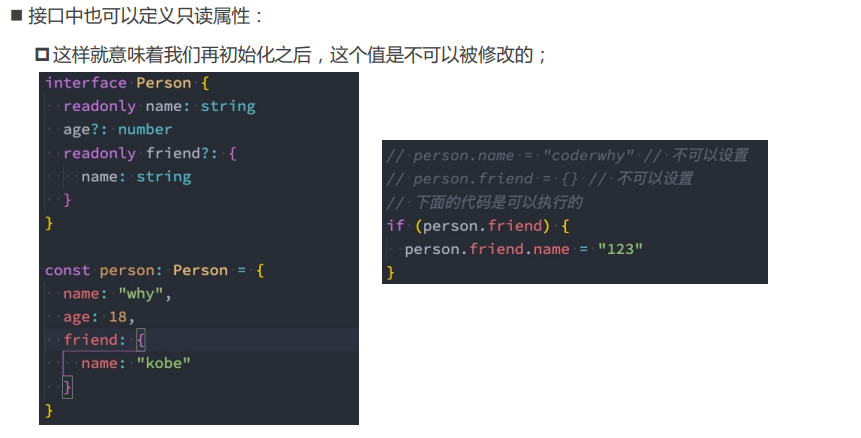 接口中也可以定义只读属性：
这样就意味着我们再初始化之后，这个值是不可以被修改的；
interface Person {
readonly name: string
age?: number
readonly friend?: {
name: string
}
}
const person: Person = {
name: "why",
age: 18,
friend: {
name: "kobe"
}
}
// person.name = "coderwhy" // 不可以设置
// person.friend = {} // 不可以设置
// 下面的代码是可以执行的
if (person.friend) {
person.friend.name = "123"
}